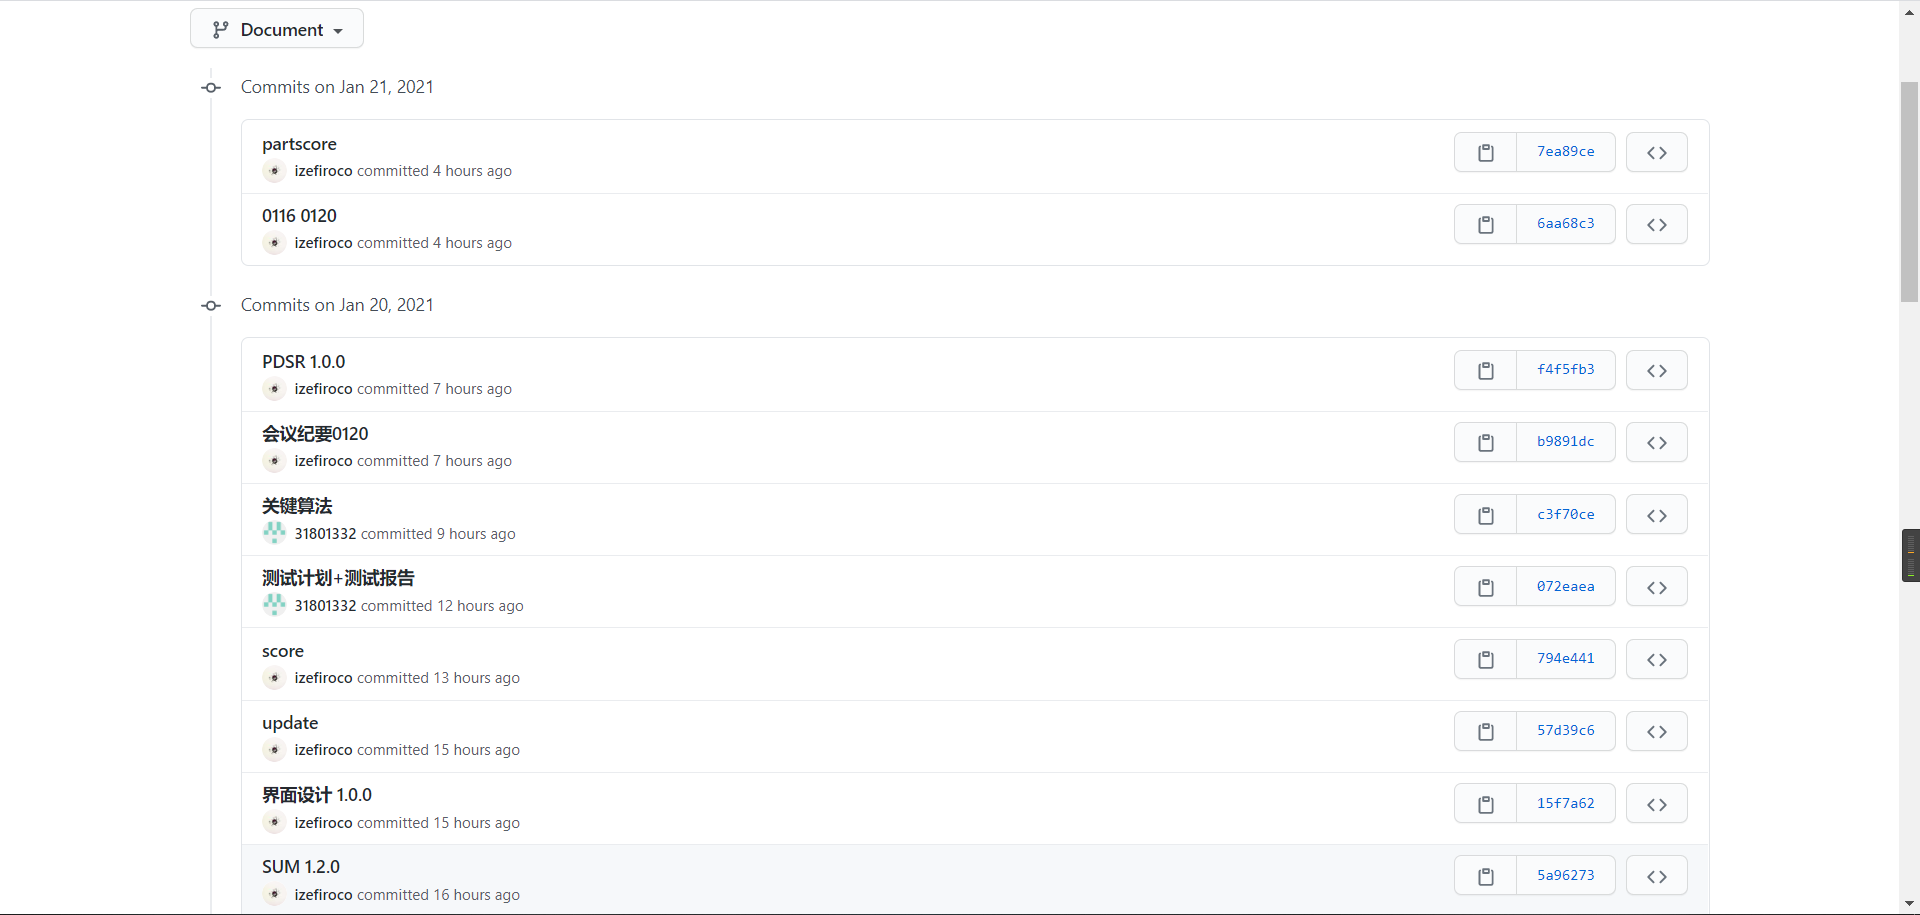 Document
Commits on Jan 21, 2021
partscore
izefiroco committed 4 hours ago
7ea89ce
0116 0120
izefiroco committed 4 hours ago
6aa68c3
Commits on Jan 20, 2021
PDSR 1.0.0
izefiroco committed 7 hours ago
f4f5fb3
会议纪要0120
izefiroco committed 7 hours ago
b9891dc
关键算法
31801332 committed 9 hours ago
c3f70ce
测试计划+测试报告
31801332 committed 12 hours ago
072eaea
score
izefiroco committed 13 hours ago
794e441
update
izefiroco committed 15 hours ago
57d39c6
界面设计 1.0.0
izefiroco committed 15 hours ago
15f7a62
SUM 1.2.0
izefiroco committed 16 hours ago
5a96273